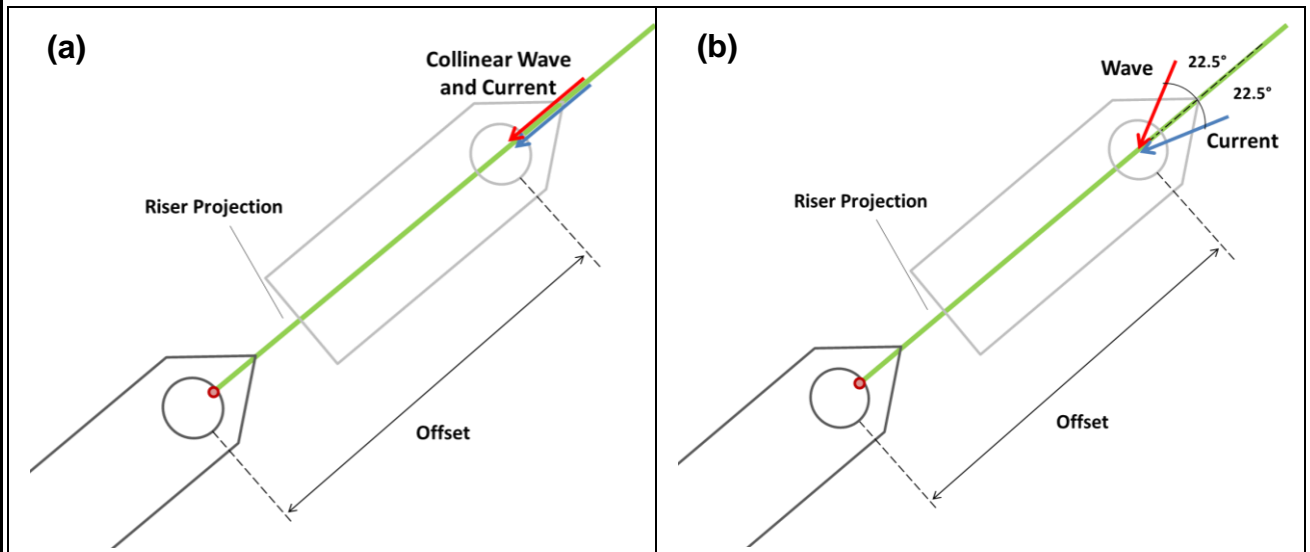 (a)
Collinear Wave
and Current
Riser Projection
Offset
(b)
Wave
22.5°
22.5°
Current
Riser Projection
Offset